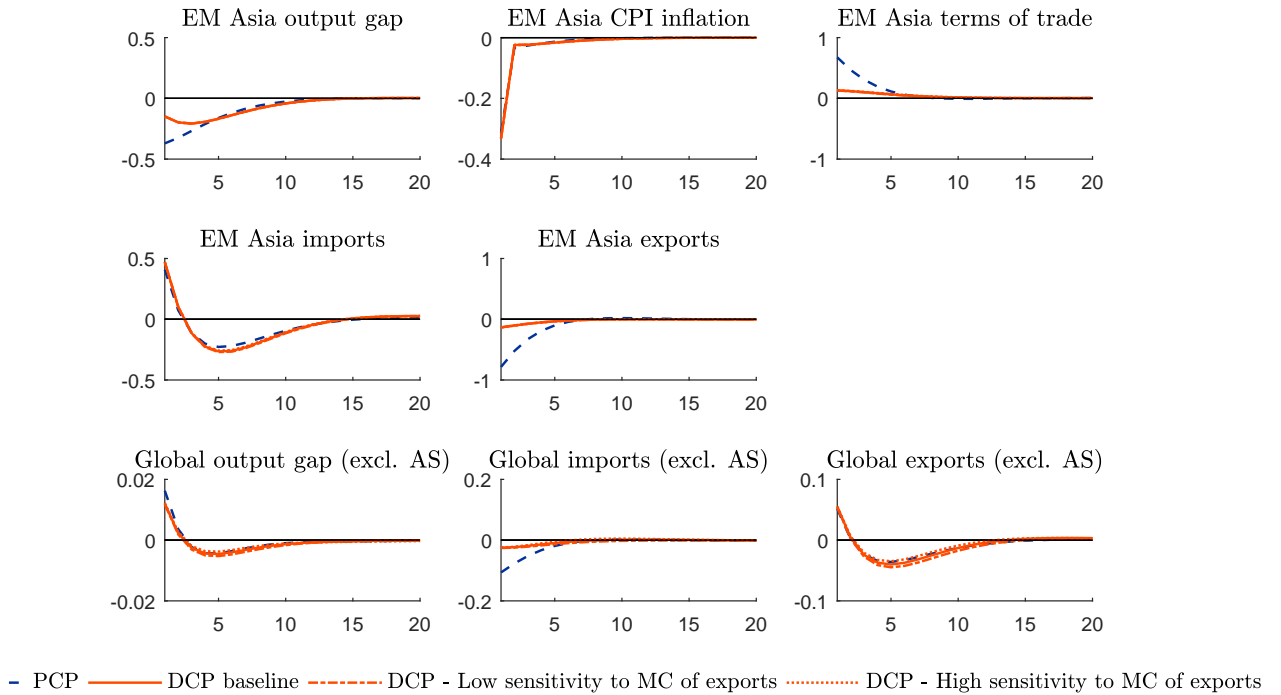 EM Asia output gap EM Asia CPI inflation EM Asia terms of trade
0.5 0 1
0 -0.2 0
-0.5 -0.4 -1
5 10 15 20 5 10 15 20 5 10 15 20
EM Asia imports EM Asia exports
0.5 1
0 0
-0.5 -1
5 10 15 20 5 10 15 20
Global output gap (excl. AS) Global imports (excl. AS) Global exports (excl. AS)
0.02 0.2 0.1
0 0 0
-0.02 -0.2 -0.1
5 10 15 20 5 10 15 20 5 10 15 20
PCP DCP baseline DCP - Low sensitivity to MC of exports DCP - High sensitivity to MC of exports